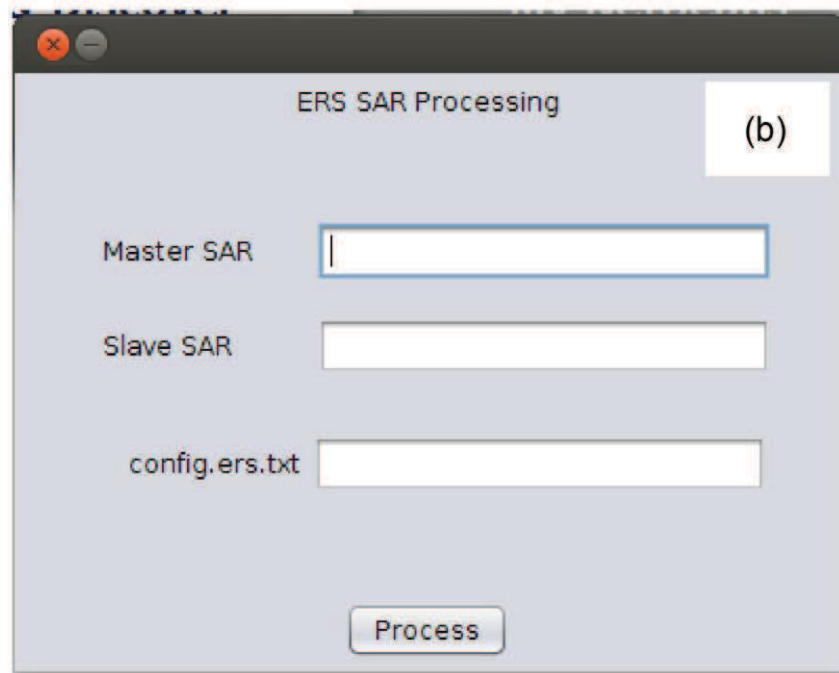 ERS SAR Processing
(b)
Master SAR
Slave SAR
config.ers.txt
Process